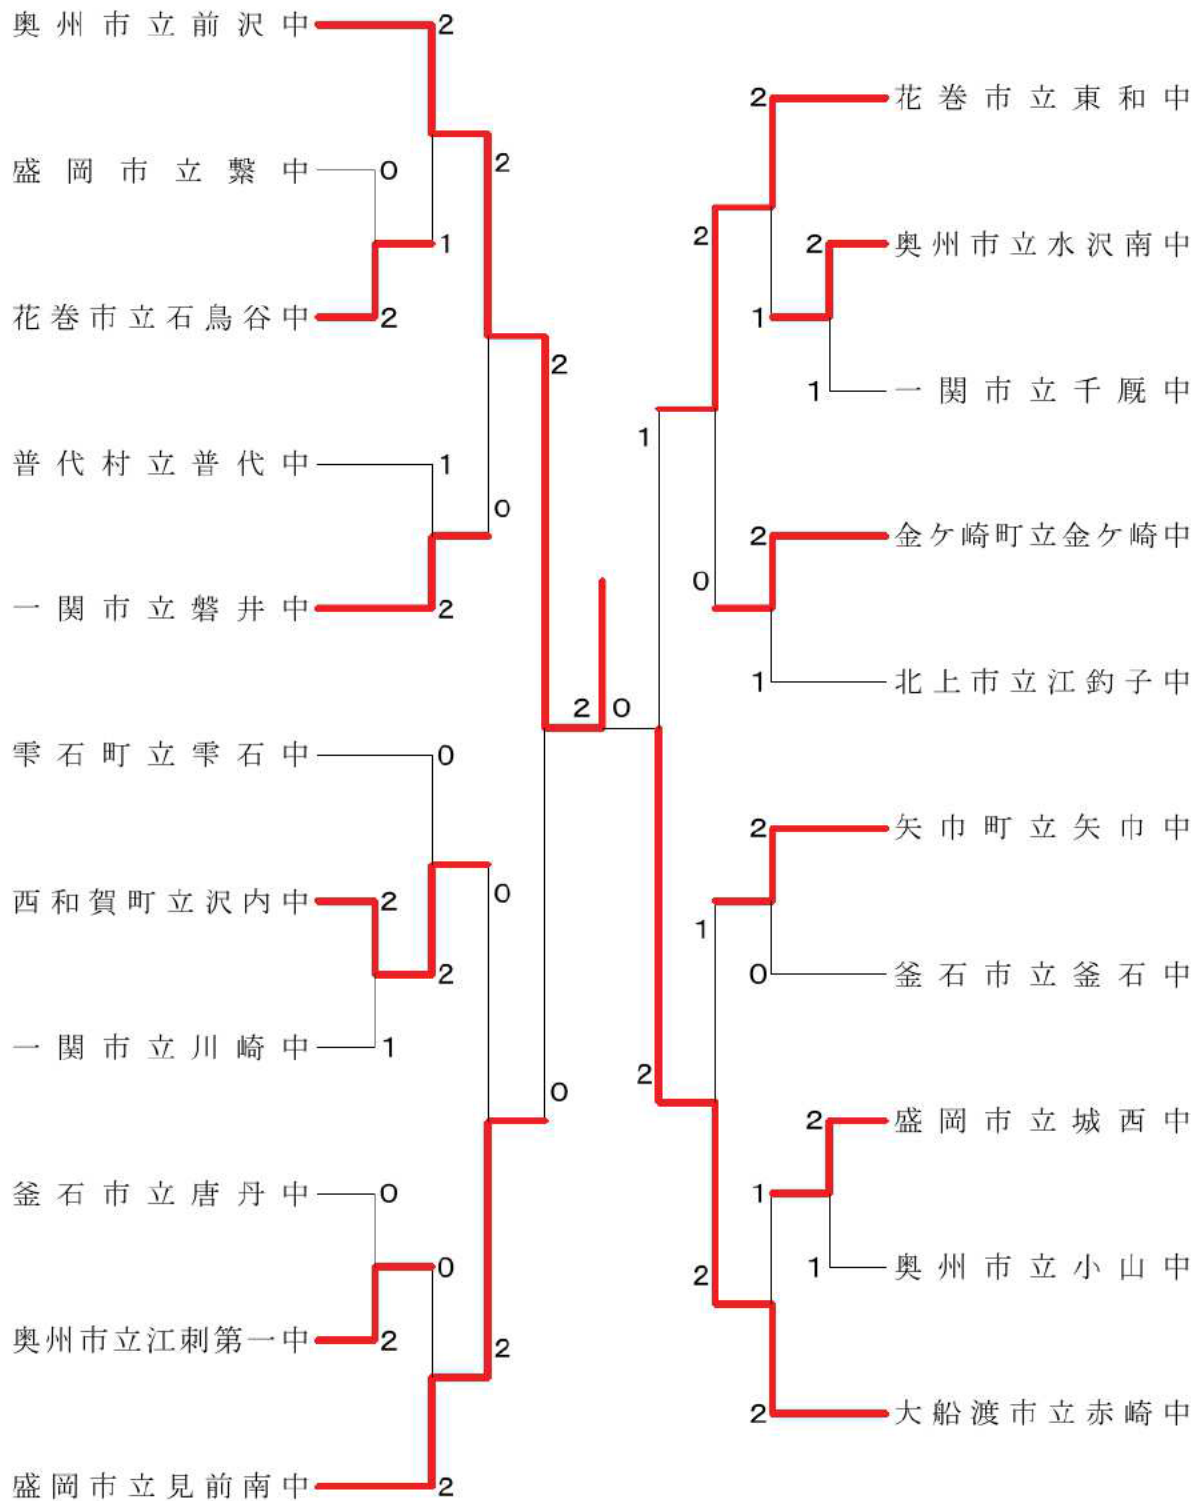 奥州市立前沢中 2
盛岡市立繋中 0
2
1
花巻市立石鳥谷中 2
2
普代村立普代中 1
0
一関市立磐井中 2
2 0
雫石町立雫石中 0
西和賀町立沢内中 2
0
2
一関市立川崎中 1
0
釜石市立唐丹中 0
0
奥州市立江刺第一中 2
2
盛岡市立見前南中 2
2 花巻市立東和中
2
2 奥州市立水沢南中
1
1 一関市立千厩中
1
2 金ケ崎町立金ケ崎中
0
1 北上市立江釣子中
2 矢巾町立矢巾中
1
0 釜石市立釜石中
2
2 盛岡市立城西中
1
1 奥州市立小山中
2
2 大船渡市立赤崎中